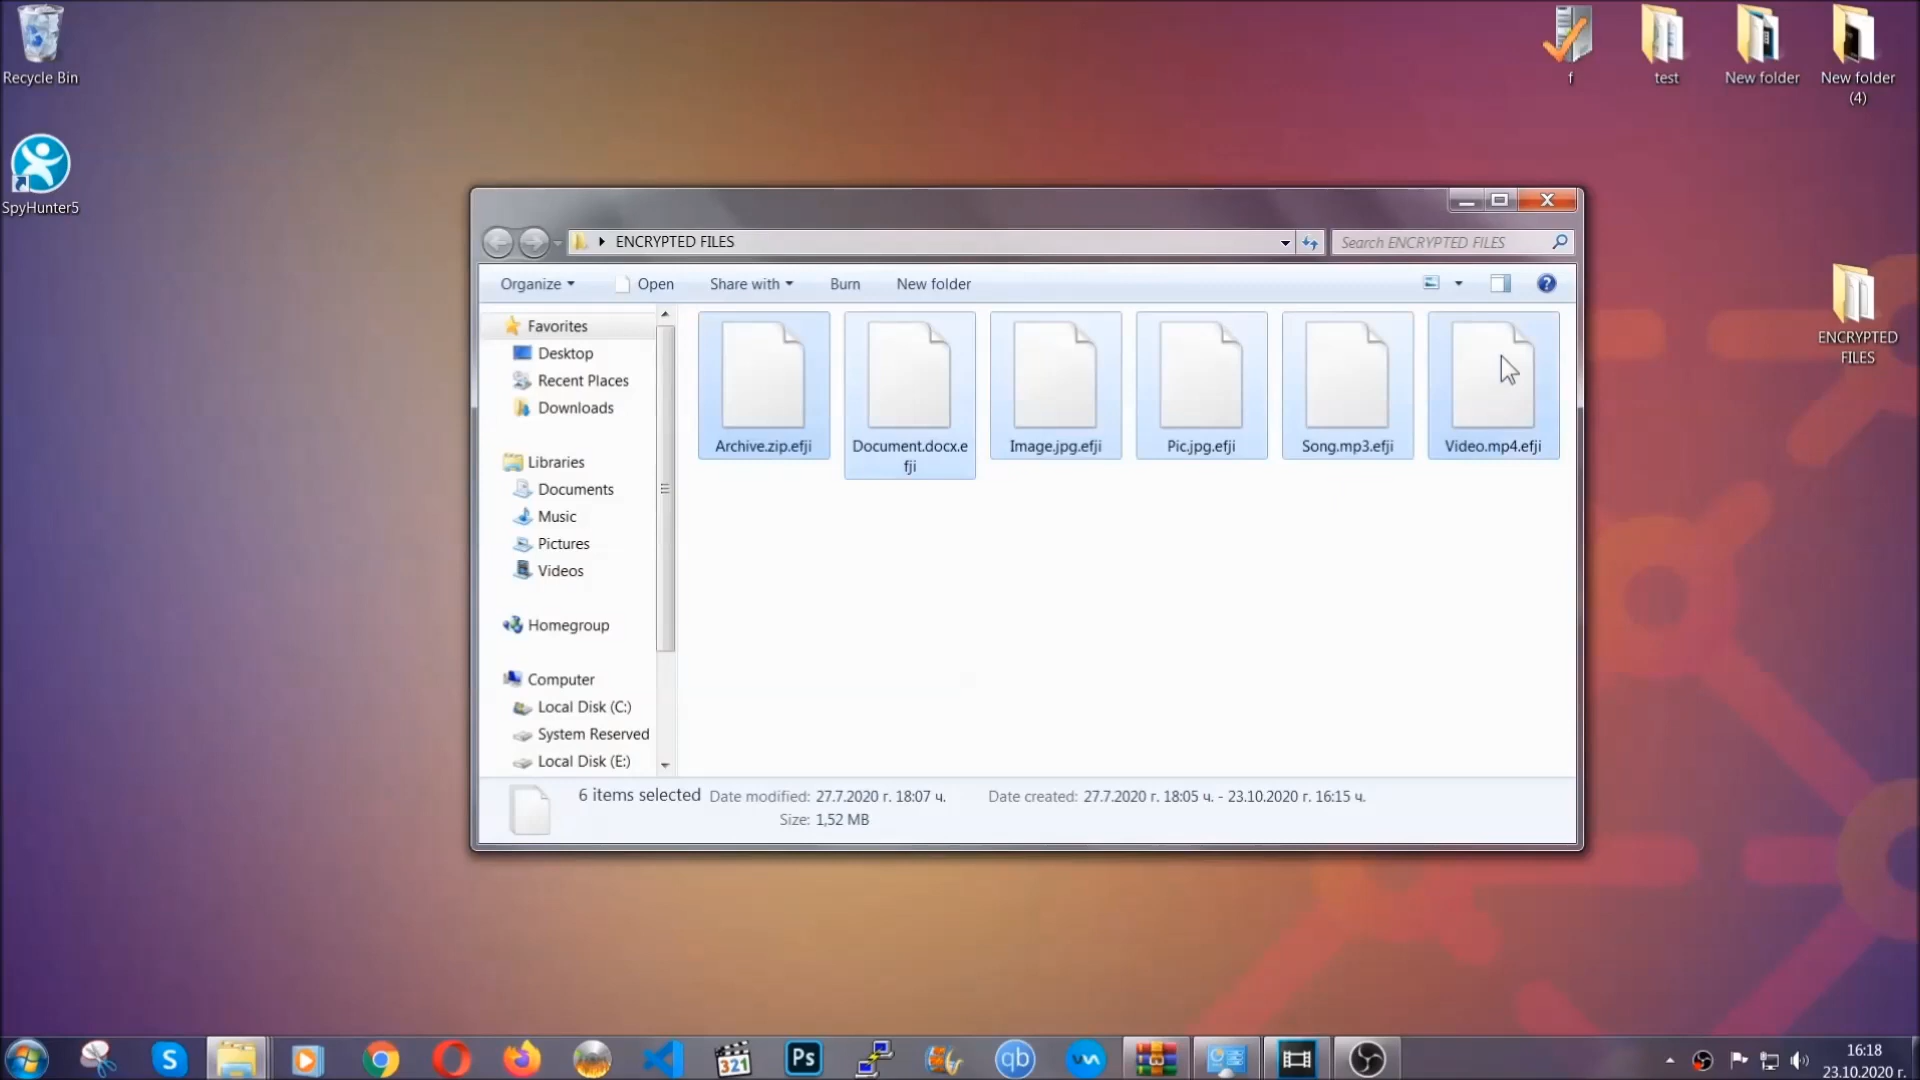 Recycle Bin
SpyHunter5
f
test
New folder
New folder
(4)
ENCRYPTED
FILES
ENCRYPTED FILES
Search ENCRYPTED FILES
Organize
Open
Share with
Burn
New folder
Favorites
Desktop
Recent Places
Downloads
Libraries
Documents
Music
Pictures
Videos
Homegroup
Computer
Local Disk (C:)
System Reserved
Local Disk (E:)
Archive.zip.efji
Document.docx.e
fji
Image.jpg.efji
Pic.jpg.efji
Song.mp3.efji
Video.mp4.efji
6 items selected Date modified: 27.7.2020 г. 18:07 ч. Date created: 27.7.2020 г. 18:05 ч. - 23.10.2020 г. 16:15 ч.
Size: 1,52 MB
S
321
Ps
qb
16:18
23.10.2020 г.